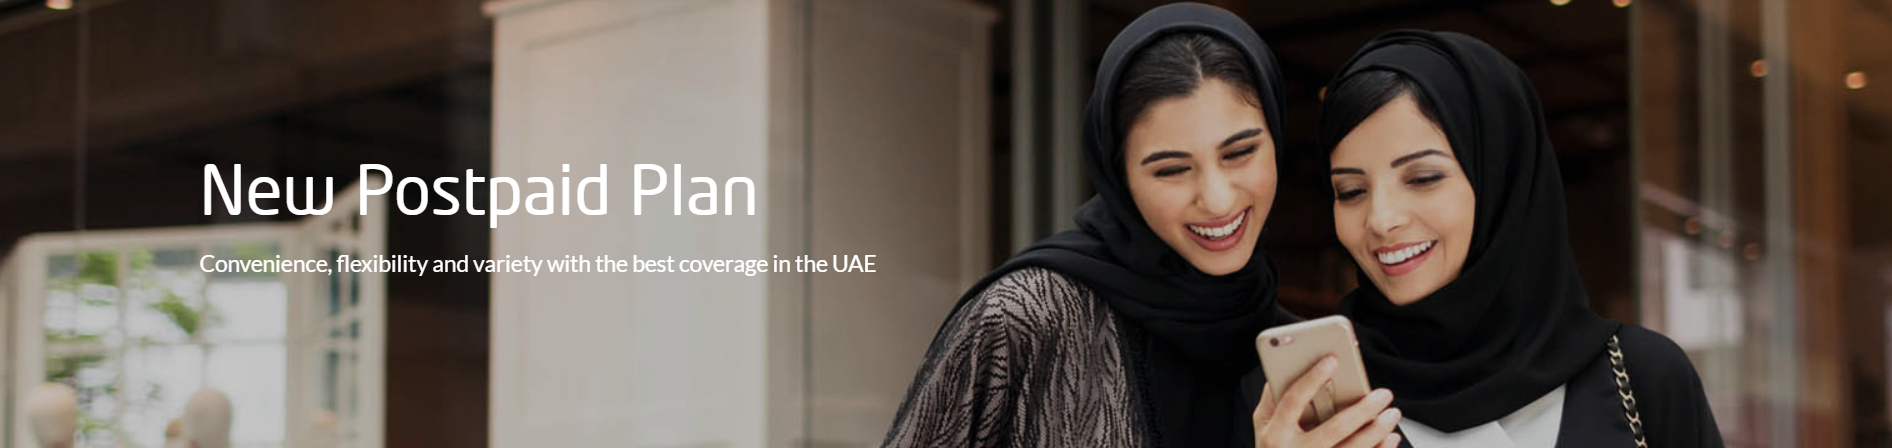 New Postpaid Plan
Convenience, flexibility and variety with the best coverage in the UAE